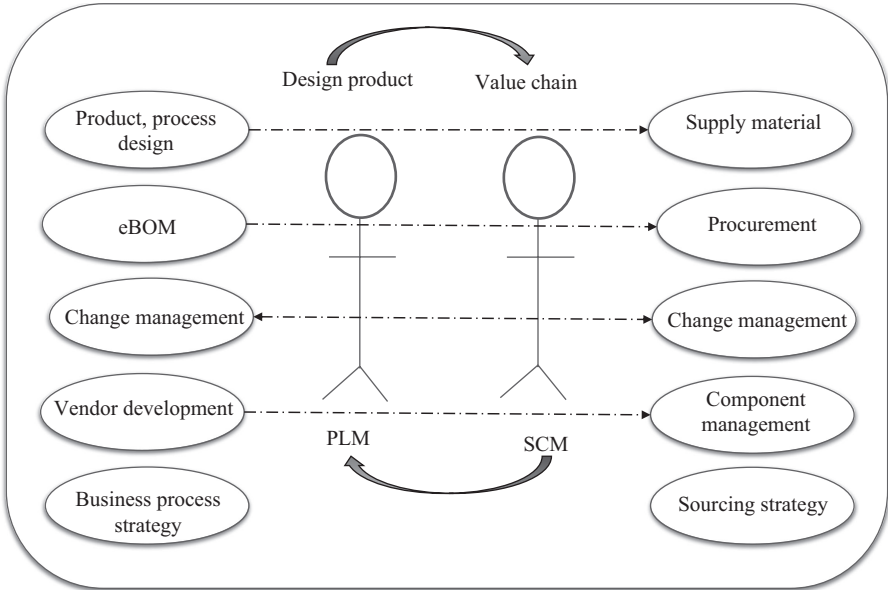 Design product
Value chain
Product, process
design
Supply material
eBOM
Procurement
Change management
Change management
Vendor development
Component
management
PLM
SCM
Business process
strategy
Sourcing strategy